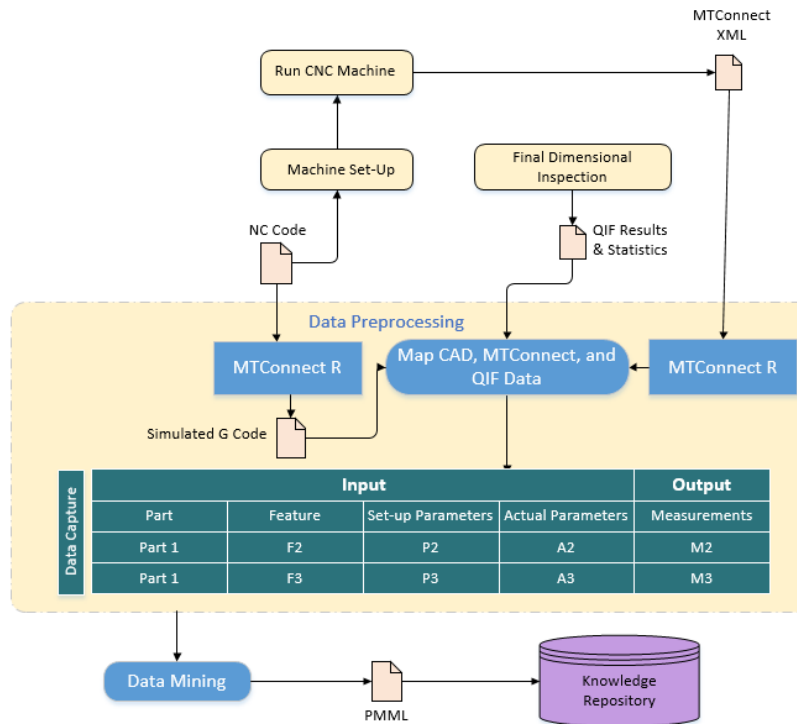 MTConnect
XML
Run CNC Machine
Machine Set-Up
Final Dimensional
Inspection
NC Code
QIF Results
& Statistics
Data Preprocessing
MTConnect R
Map CAD, MTConnect, and
QIF Data
MTConnect R
Simulated G Code
Data Capture
Input Output
Part Feature Set-up Parameters Actual Parameters Measurements
Part 1 F2 P2 A2 M2
Part 1 F3 P3 A3 M3
Data Mining
PMML
Knowledge
Repository